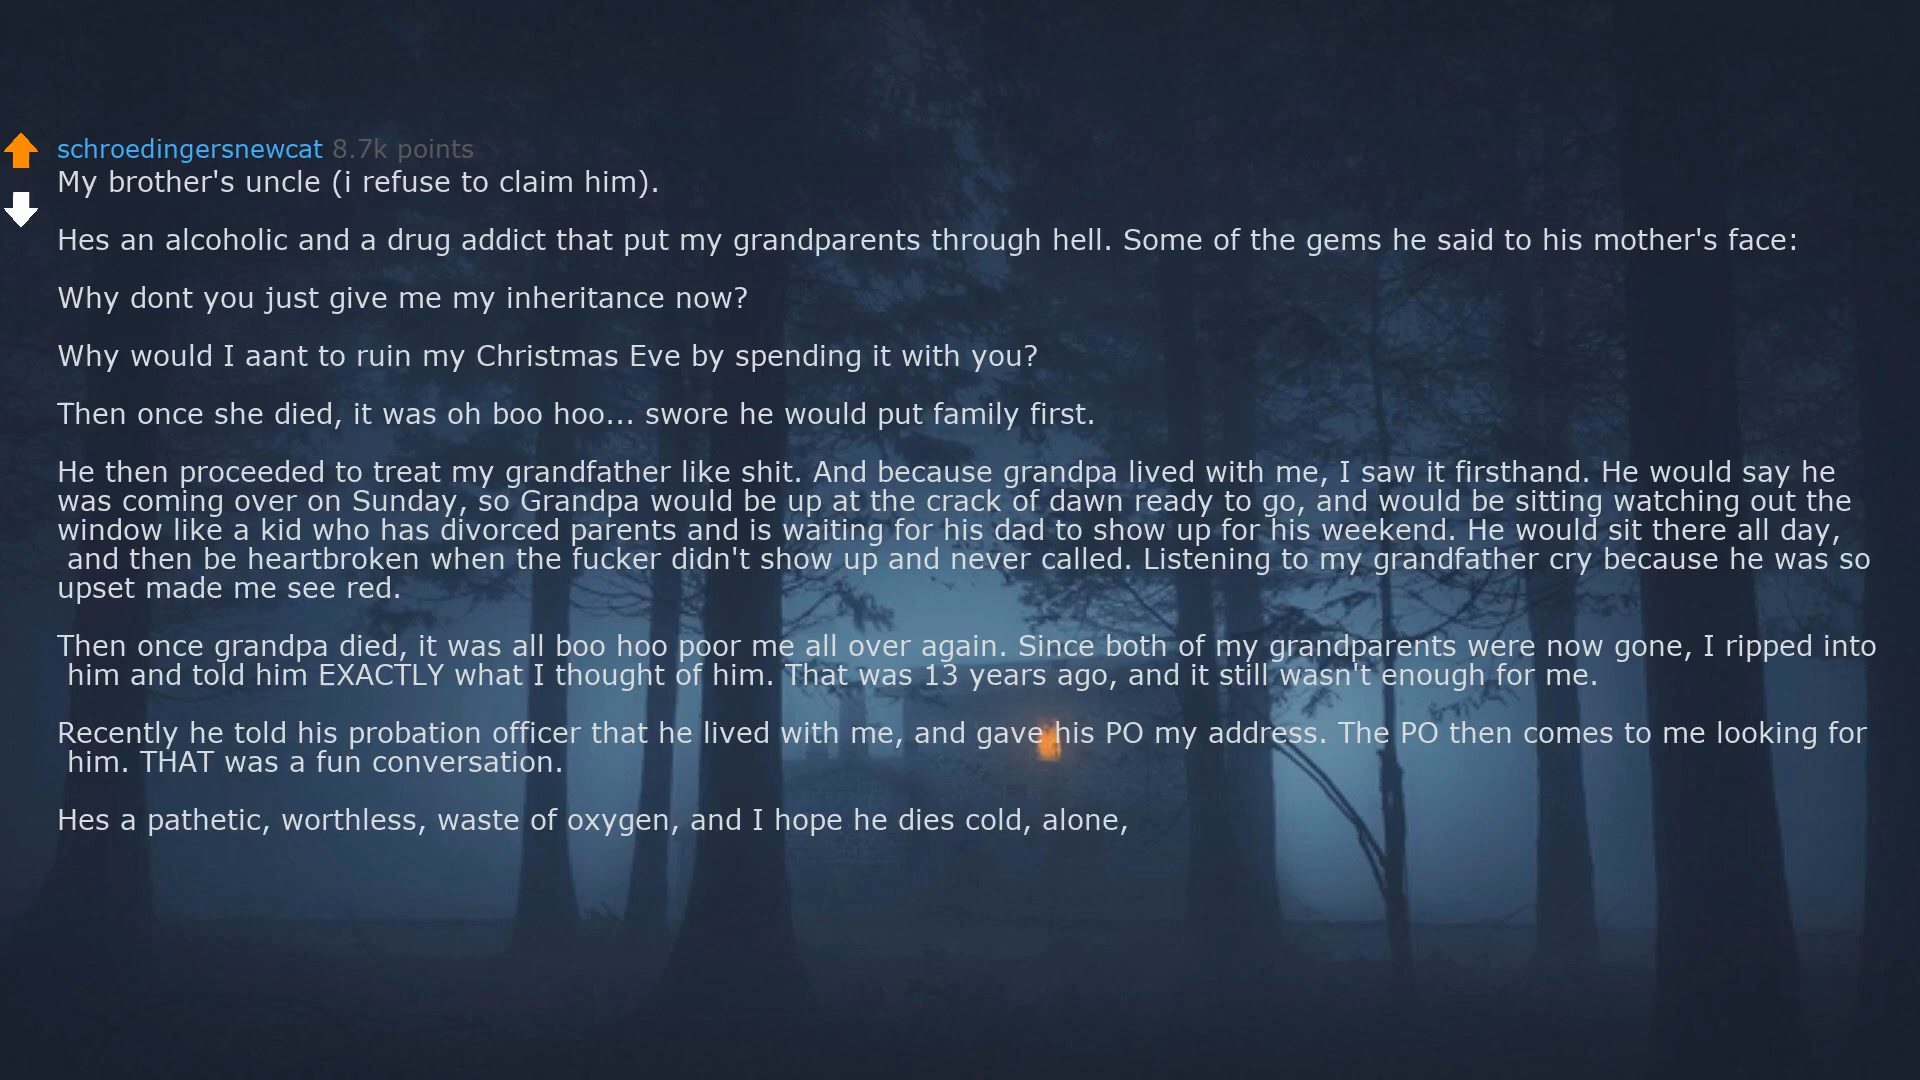 schroedingersnewcat 8.7k points
My brother's uncle (i refuse to claim him).
Hes an alcoholic and a drug addict that put my grandparents through hell. Some of the gems he said to his mother's face:
Why dont you just give me my inheritance now?
Why would I aant to ruin my Christmas Eve by spending it with you?
Then once she died, it was oh boo hoo... swore he would put family first.
He then proceeded to treat my grandfather like shit. And because grandpa lived with me, I saw it firsthand. He would say he
was coming over on Sunday, so Grandpa would be up at the crack of dawn ready to go, and would be sitting watching out the
window like a kid who has divorced parents and is waiting for his dad to show up for his weekend. He would sit there all day,
and then be heartbroken when the fucker didn't show up and never called. Listening to my grandfather cry because he was so
upset made me see red.
Then once grandpa died, it was all boo hoo poor me all over again. Since both of my grandparents were now gone, I ripped into
him and told him EXACTLY what I thought of him. That was 13 years ago, and it still wasn't enough for me.
Recently he told his probation officer that he lived with me, and gave his PO my address. The PO then comes to me looking for
him. THAT was a fun conversation.
Hes a pathetic, worthless, waste of oxygen, and I hope he dies cold, alone,